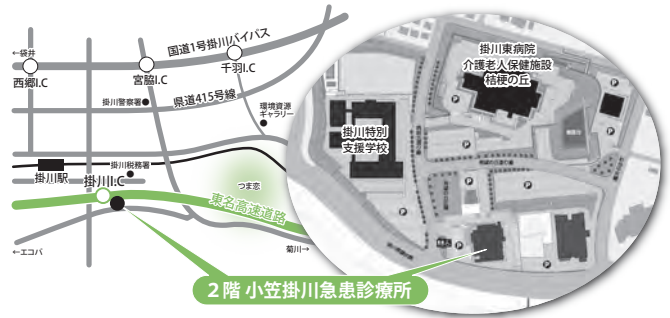 ←袋井
国道1号掛川バイパス
西郷I.C
宮脇I.C
千羽I.C
掛川警察署
県道415号線
環境資源
ギャラリー
掛川税務署
掛川駅
掛川I.C
つま恋
東名高速道路
←エコパ
菊川→
掛川東病院
介護老人保健施設
桔梗の丘
掛川特別
支援学校
P
P
P
P
P
P
P
P
2階 小笠掛川急患診療所